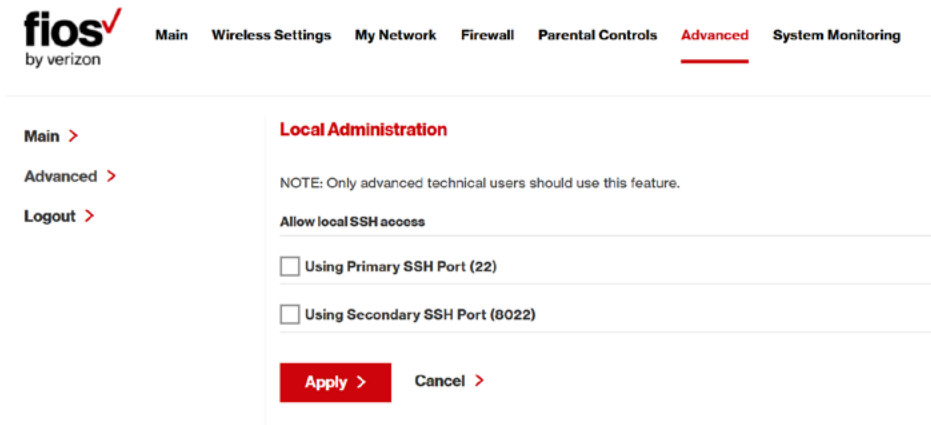 fios
by verizon
Main Wireless Settings My Network Firewall Parental Controls Advanced System Monitoring
Main >
Advanced >
Logout >
Local Administration
NOTE: Only advanced technical users should use this feature.
Allow local SSH access
Using Primary SSH Port (22)
Using Secondary SSH Port (8022)
Apply > Cancel >